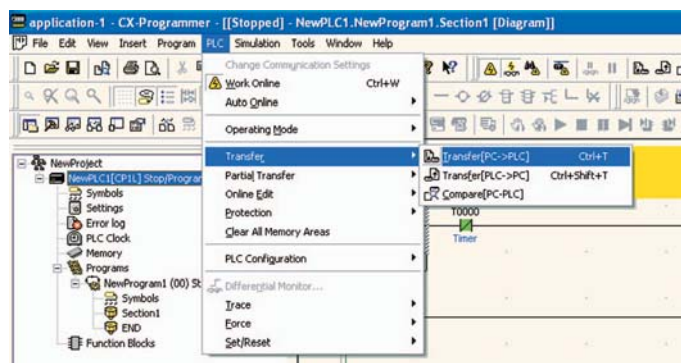 application-1 - CX-Programmer - [[Stopped] - NewPLC1.NewProgram1.Section1 [Diagram]]
File Edit View Insert Program PLC Simulation Tools Window Help
Change Communication Settings
Work Online Ctrl+W
Auto Online
Operating Mode
Transfer
Transfer[PC->PLC] Ctrl+T
Partial Transfer
Transfer[PLC->PC] Ctrl+Shift+T
Online Edit
Compare[PC-PLC]
Protection
Clear All Memory Areas
PLC Configuration
Differential Monitor...
Trace
Force
Set/Reset
NewProject
NewPLC1[CP1L] Stop/Program
Symbols
Settings
Error log
PLC Clock
Memory
Programs
NewProgram1 (00) St
Symbols
Section1
END
Function Blocks
T0000
Timer